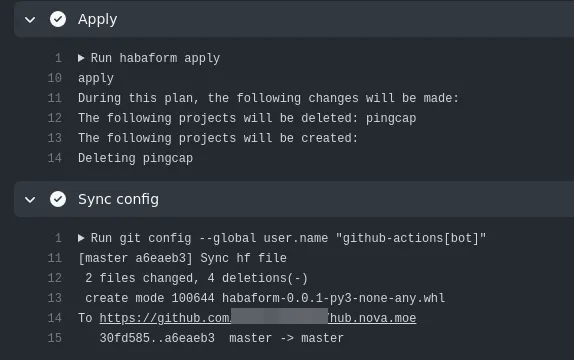 Apply
1 Run habaform apply
10 apply
11 During this plan, the following changes will be made:
12 The following projects will be deleted: pingcap
13 The following projects will be created:
14 Deleting pingcap
Sync config
1 Run git config --global user.name "github-actions[bot]"
11 [master a6eaeb3] Sync hf file
12 2 files changed, 4 deletions(-)
13 create mode 100644 habaform-0.0.1-py3-none-any.whl
14 To https://github.com/ /hub.nova.moe
15 30fd585..a6eaeb3 master -> master